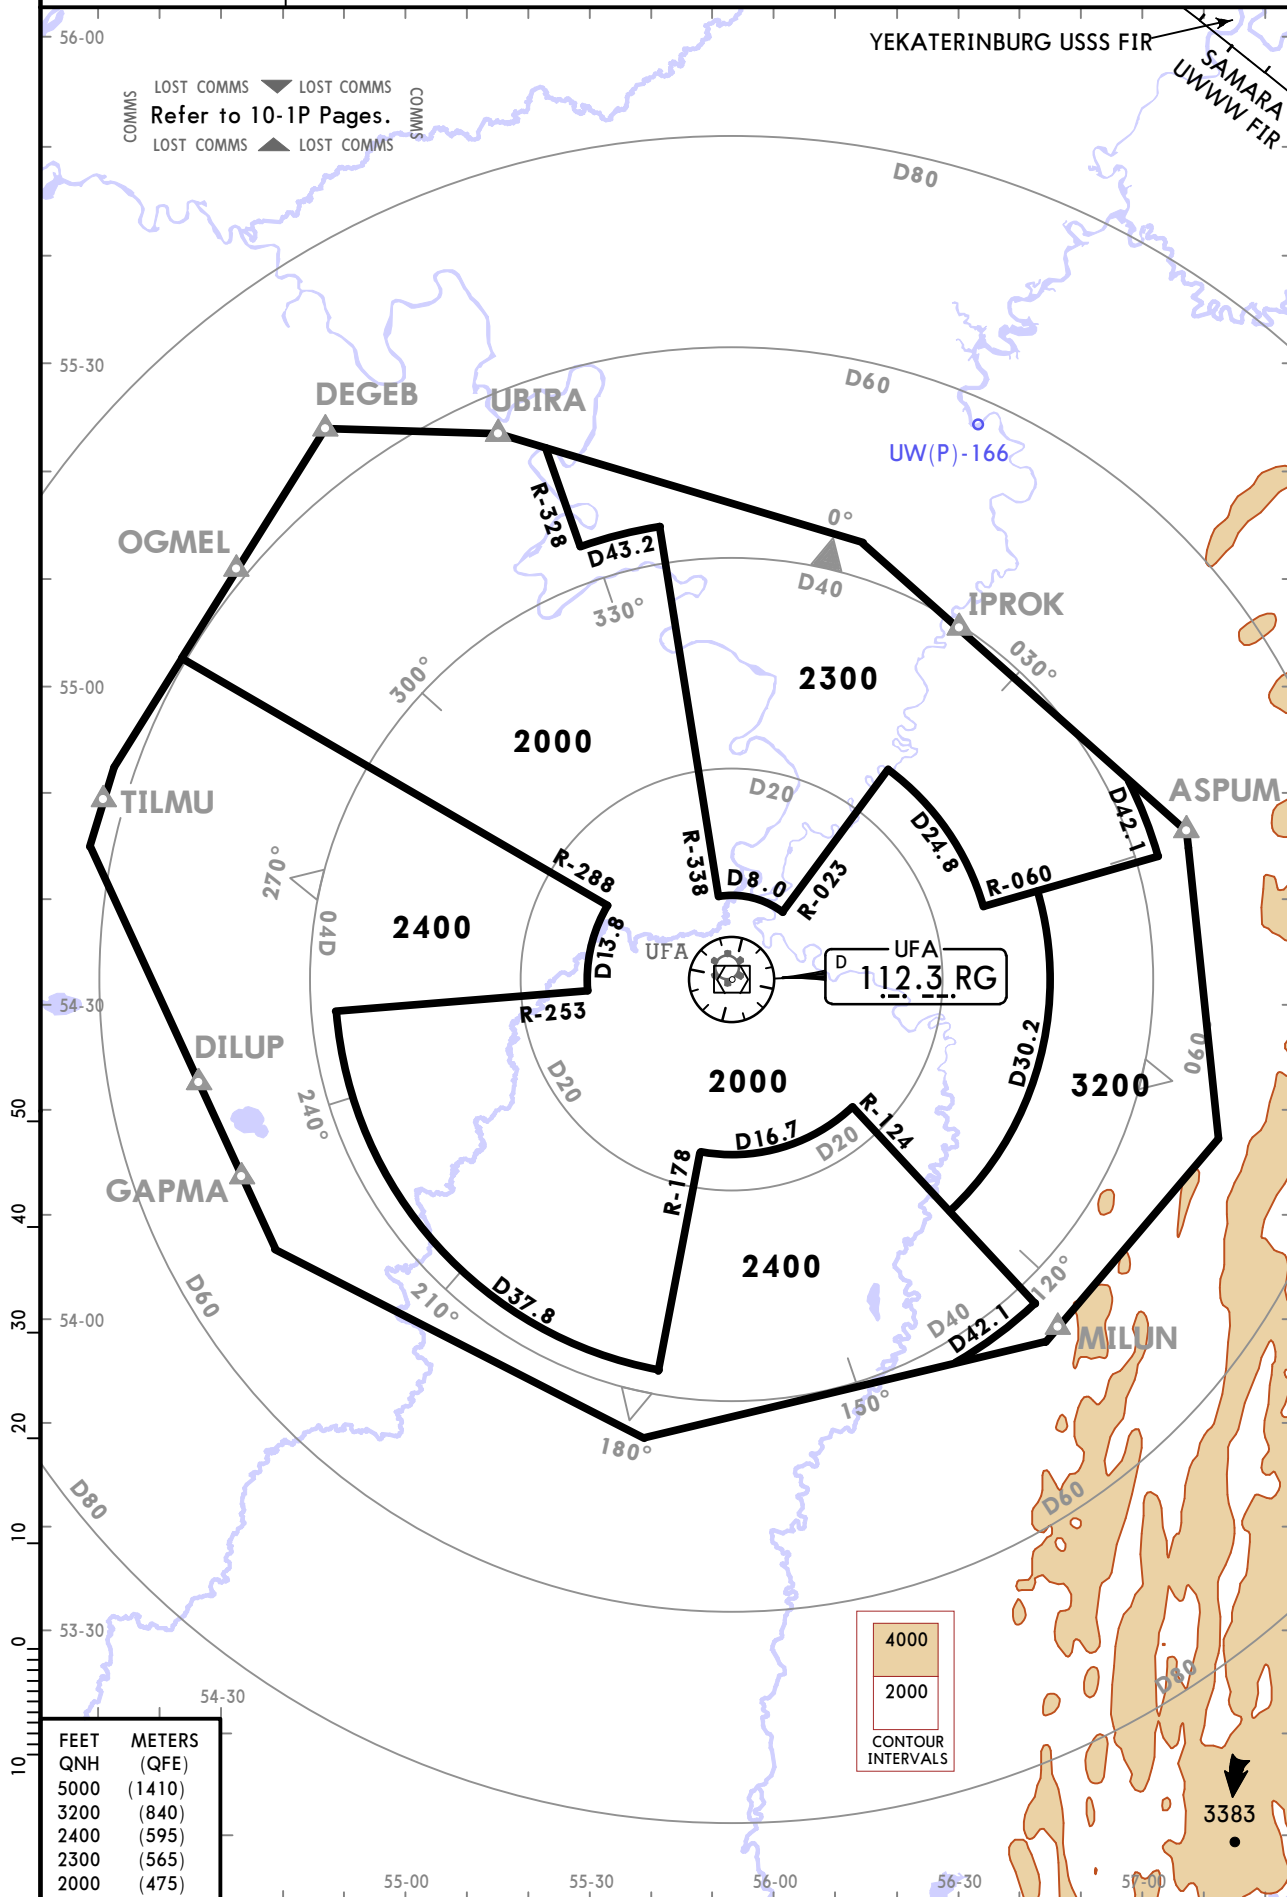 56-00
YEKATERINBURG USSS FIR
SAMARA
UWWW FIR
LOST COMMS LOST COMMS
COMMS Refer to 10-1P Pages. COMMS
LOST COMMS LOST COMMS
D80
55-30
D60
DEGEB
UBIRA
UW(P)-166
R-328
D43.2
0°
D40
OGMEL
330°
IPROK
030°
300°
2300
55-00
2000
D20
TILMU
ASPUM
D42.1
D24.8
R-338
D8.0
R-023
R-288
R-060
270°
04D
2400
D13.8
UFA
UFA
D 112.3 RG
54-30
R-253
DILUP
D20
2000
D30.2
3200
060
240°
50
D16.7
R-124
D20
R-178
GAPMA
40
2400
D60
210°
D37.8
120°
D40
D42.1
30
54-00
MILUN
150°
20
180°
D80
D60
10
0
53-30
4000
2000
CONTOUR
INTERVALS
D80
54-30
10
FEET METERS
QNH (QFE)
5000 (1410)
3200 (840)
2400 (595)
2300 (565)
2000 (475)
3383
55-00
55-30
56-00
56-30
57-00